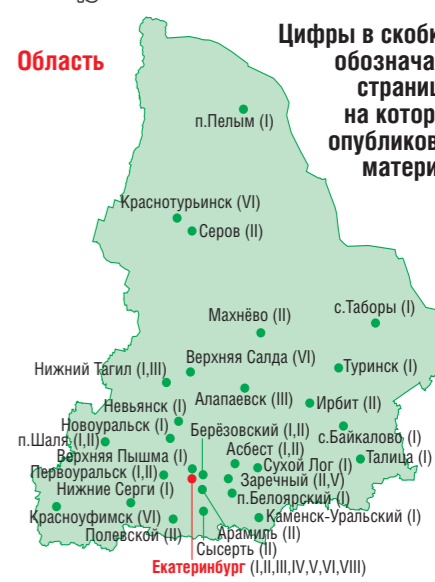 Цифры в скобк
Область
обознача
страниц
на котор
опубликов
матери
п.Пелым (I)
Краснотурьинск (VI)
Серов (II)
Махнёво (II)
с.Таборы (I)
Верхняя Салда (VI)
Нижний Тагил (I,III)
Туринск (I)
Алапаевск (III)
Ирбит (II)
Невьянск (I)
Новоуральск (I)
Берёзовский (I,II)
п.Шаля (I,II)
с.Байкалово (I)
Верхняя Пышма (I)
Асбест (I,II)
Талица (I)
Первоуральск (I,II)
Сухой Лог (I)
Заречный (II,V)
Нижние Серги (I)
п.Белоярский (I)
Красноуфимск (VI)
Каменск-Уральский (I)
Полевской (II)
Арамиль (II)
Сысерть (II)
Екатеринбург (I,II,III,IV,V,VI,VIII)